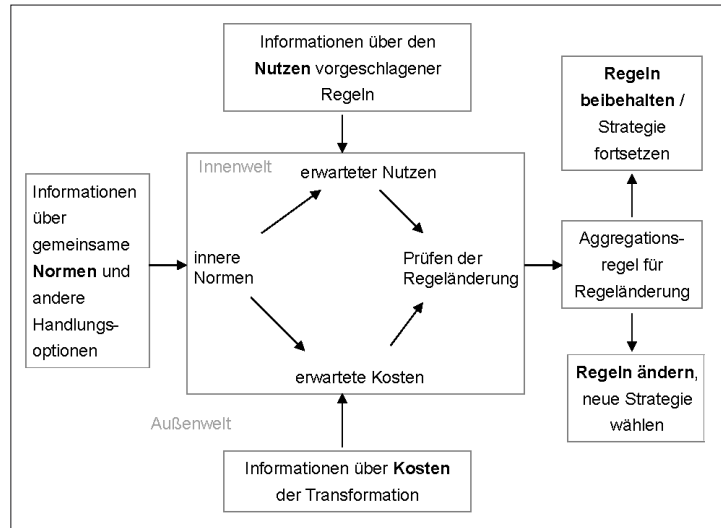 Informationen über den
Nutzen vorgeschlagener
Regeln
Regeln
beibehalten /
Strategie
fortsetzen
Innenwelt
erwarteter Nutzen
Informationen
über
gemeinsame
Normen und
andere
Handlungs-
optionen
innere
Normen
Prüfen der
Regeländerung
Aggregations-
regel für
Regeländerung
erwartete Kosten
Regeln ändern,
neue Strategie
wählen
Außenwelt
Informationen über Kosten
der Transformation